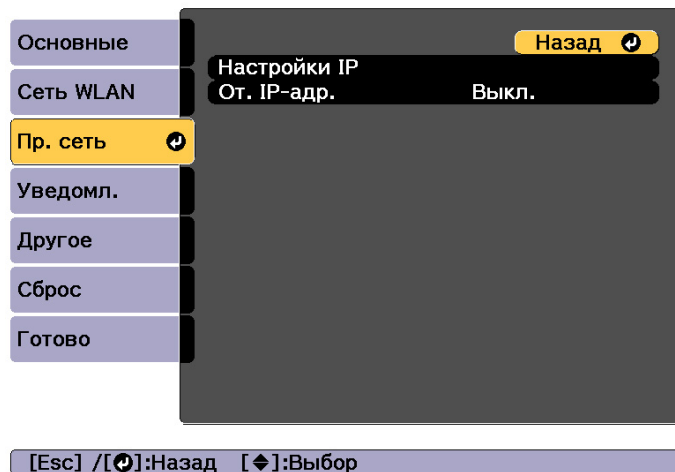 Основные
Сеть WLAN
Пр. сеть
Уведомл.
Другое
Сброс
Готово
Назад
Настройки IP
От. IP-адр. Выкл.
[Esc] /[↵]:Назад [◆]:Выбор